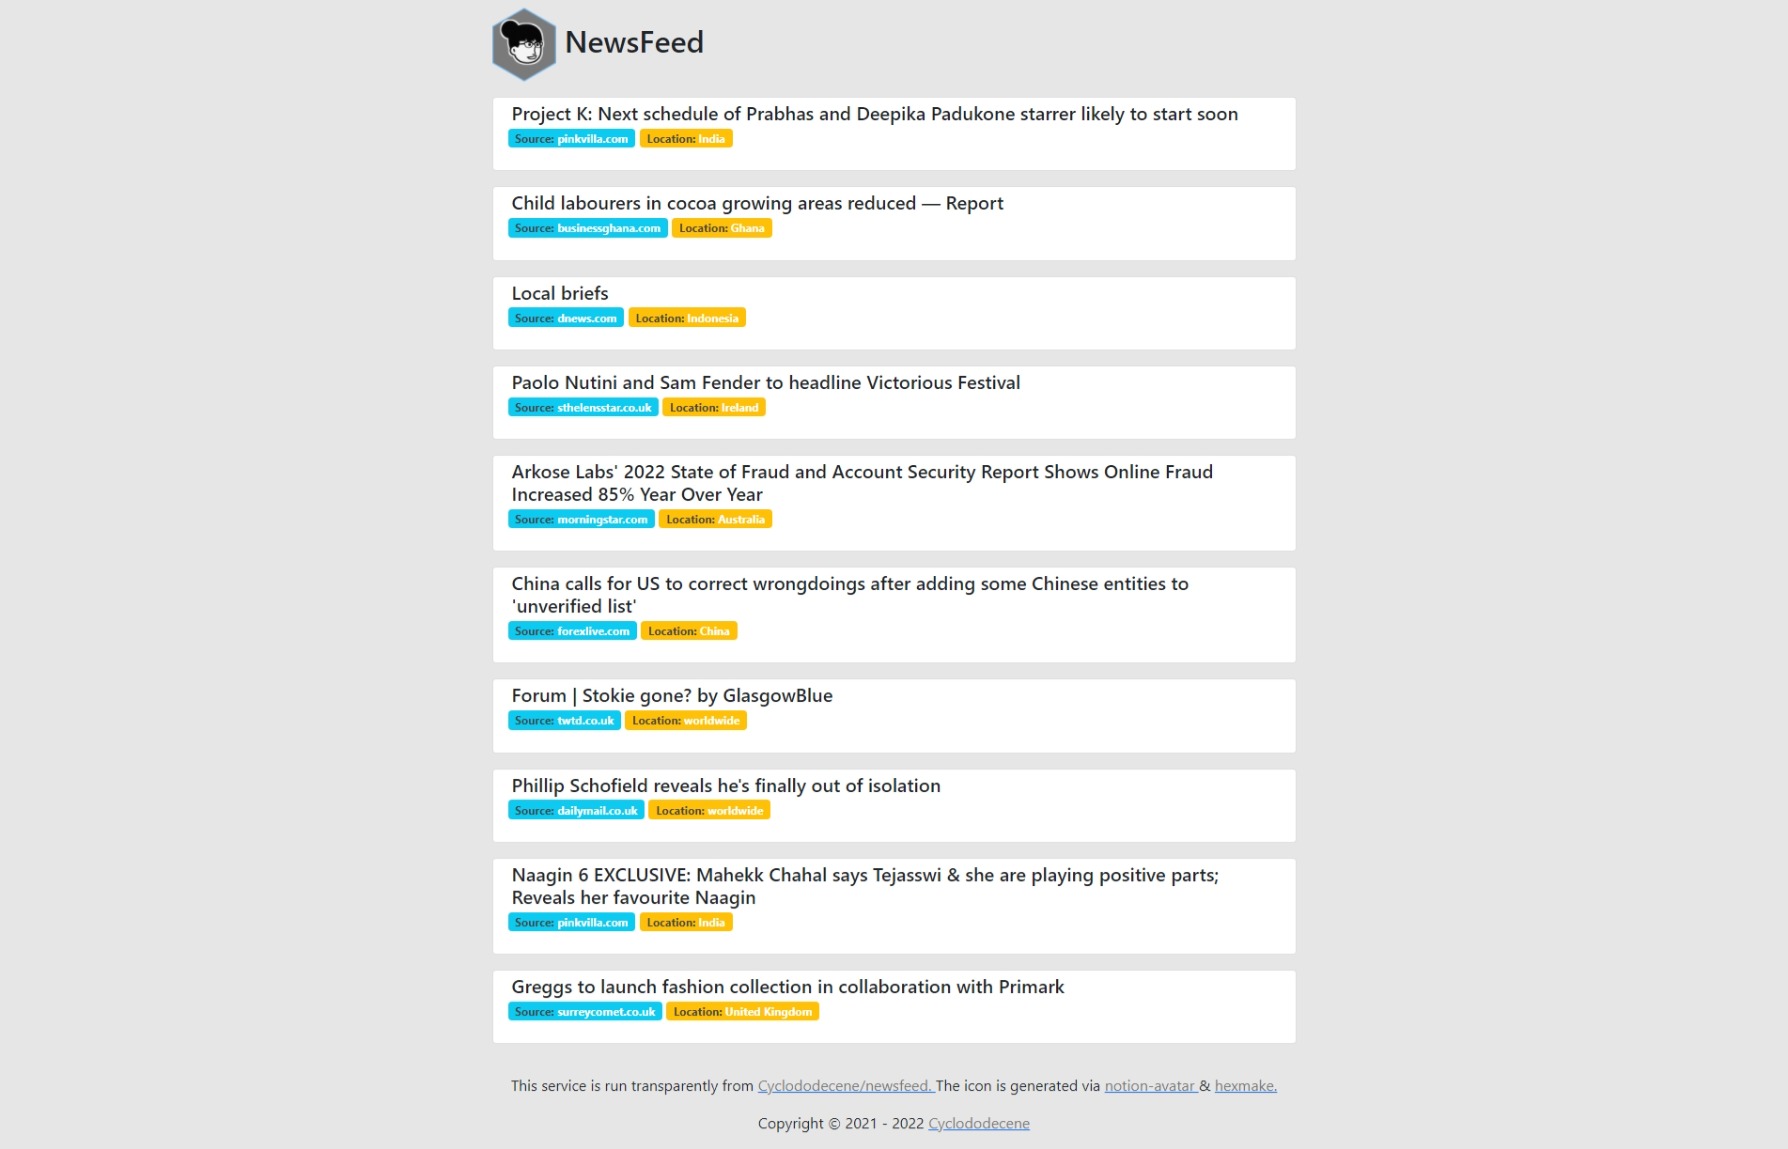 NewsFeed
Project K: Next schedule of Prabhas and Deepika Padukone starrer likely to start soon
Source: pinkvilla.com Location: India
Child labourers in cocoa growing areas reduced — Report
Source: businessghana.com Location: Ghana
Local briefs
Source: dnews.com Location: Indonesia
Paolo Nutini and Sam Fender to headline Victorious Festival
Source: sthelensstar.co.uk Location: Ireland
Arkose Labs' 2022 State of Fraud and Account Security Report Shows Online Fraud
Increased 85% Year Over Year
Source: morningstar.com Location: Australia
China calls for US to correct wrongdoings after adding some Chinese entities to
'unverified list'
Source: forexlive.com Location: China
Forum | Stokie gone? by GlasgowBlue
Source: twtd.co.uk Location: worldwide
Phillip Schofield reveals he's finally out of isolation
Source: dailymail.co.uk Location: worldwide
Naagin 6 EXCLUSIVE: Mahekk Chahal says Tejasswi & she are playing positive parts;
Reveals her favourite Naagin
Source: pinkvilla.com Location: India
Greggs to launch fashion collection in collaboration with Primark
Source: surreycomet.co.uk Location: United Kingdom
This service is run transparently from Cyclododecene/newsfeed. The icon is generated via notion-avatar & hexmake.
Copyright © 2021 - 2022 Cyclododecene